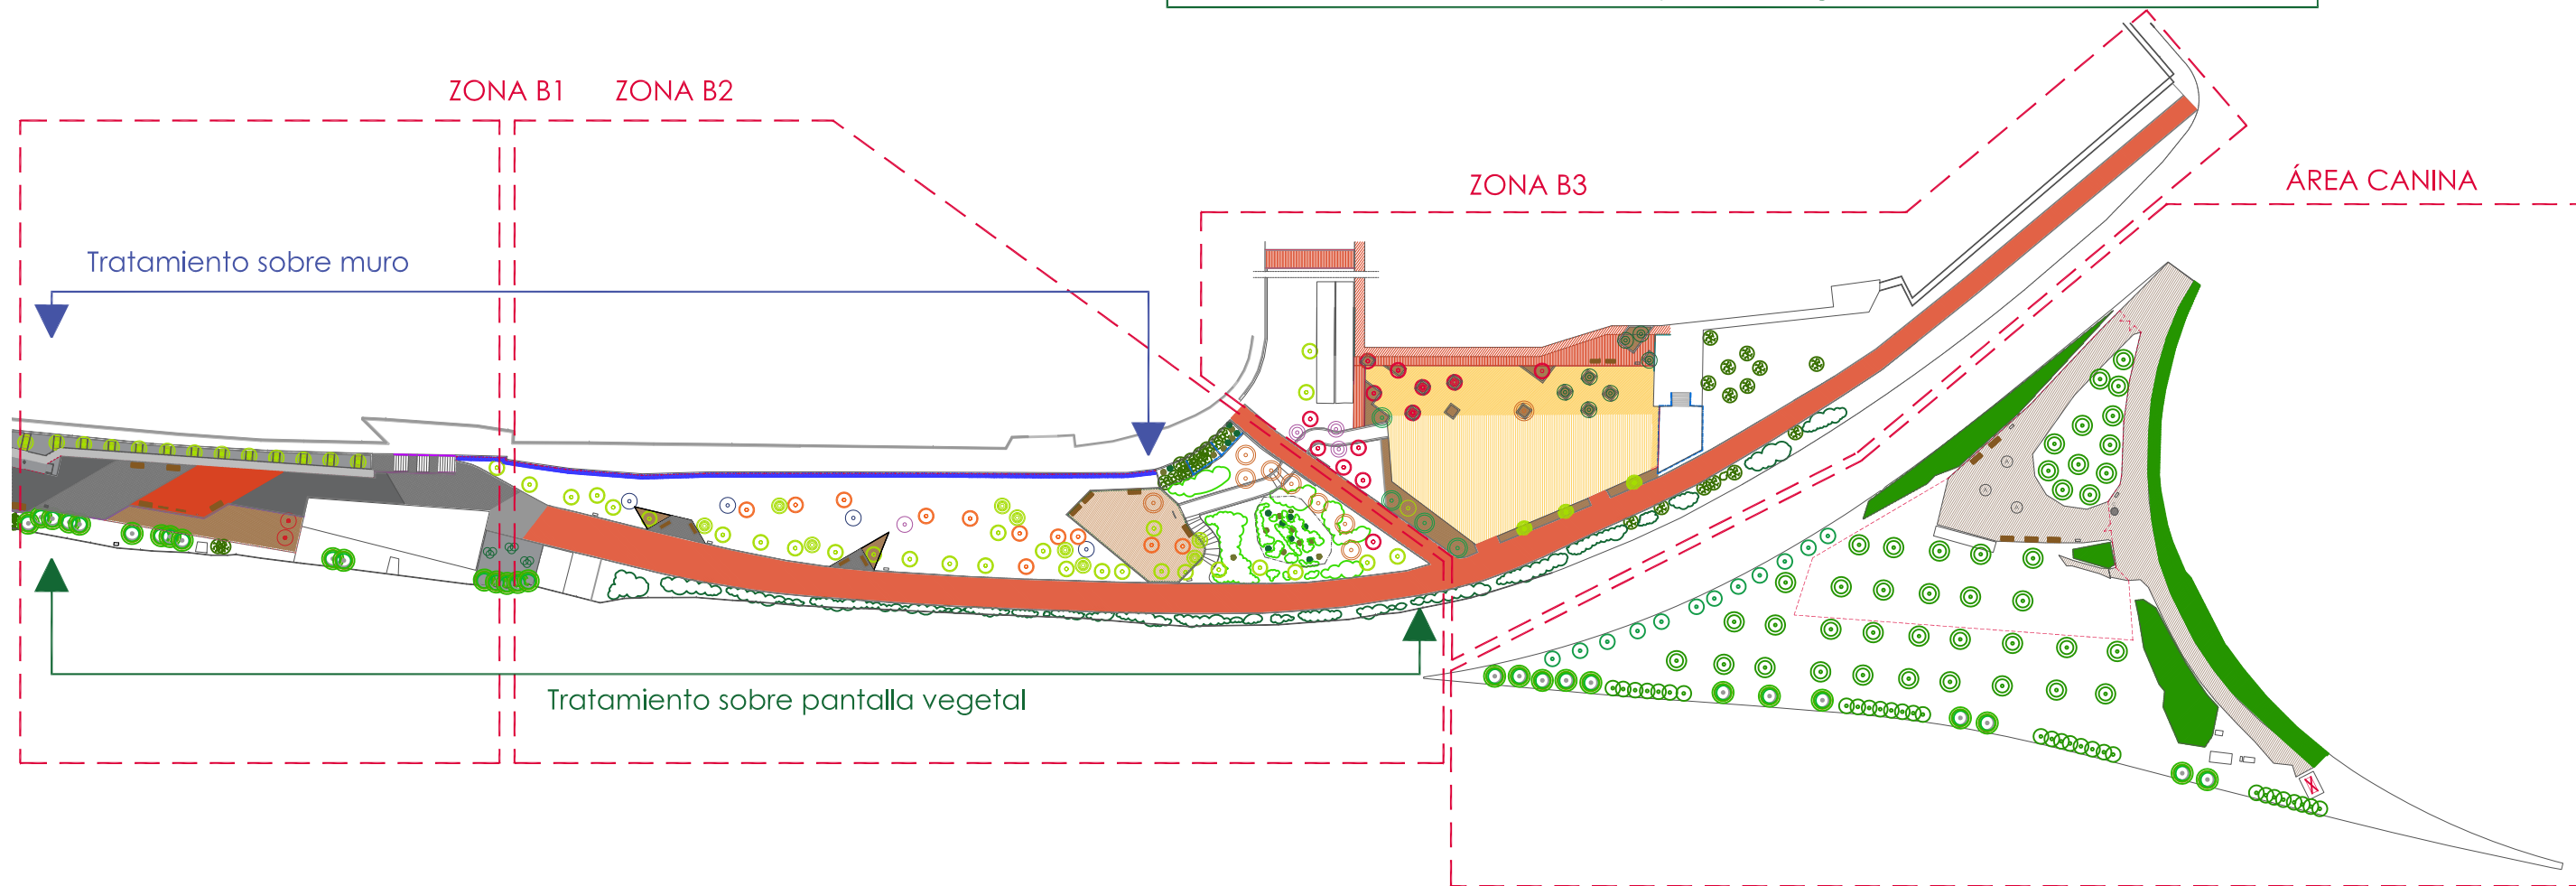 ZONA B1
ZONA B2
ZONA B3
ÁREA CANINA
Tratamiento sobre muro
Tratamiento sobre pantalla vegetal